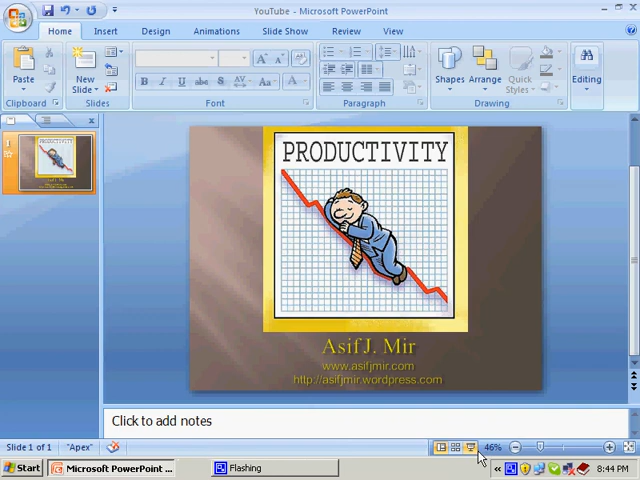 YouTube - Microsoft PowerPoint
Home Insert Design Animations Slide Show Review View
Paste
New Slide
Shapes Arrange Quick Styles
Editing
Clipboard Slides Font Paragraph Drawing
1
PRODUCTIVITY
Asif J. Mir
www.asifjmir.com
http://asifjmir.wordpress.com
Click to add notes
Slide 1 of 1 "Apex" 46%
Start Microsoft PowerPoint ... Flashing 8:44 PM